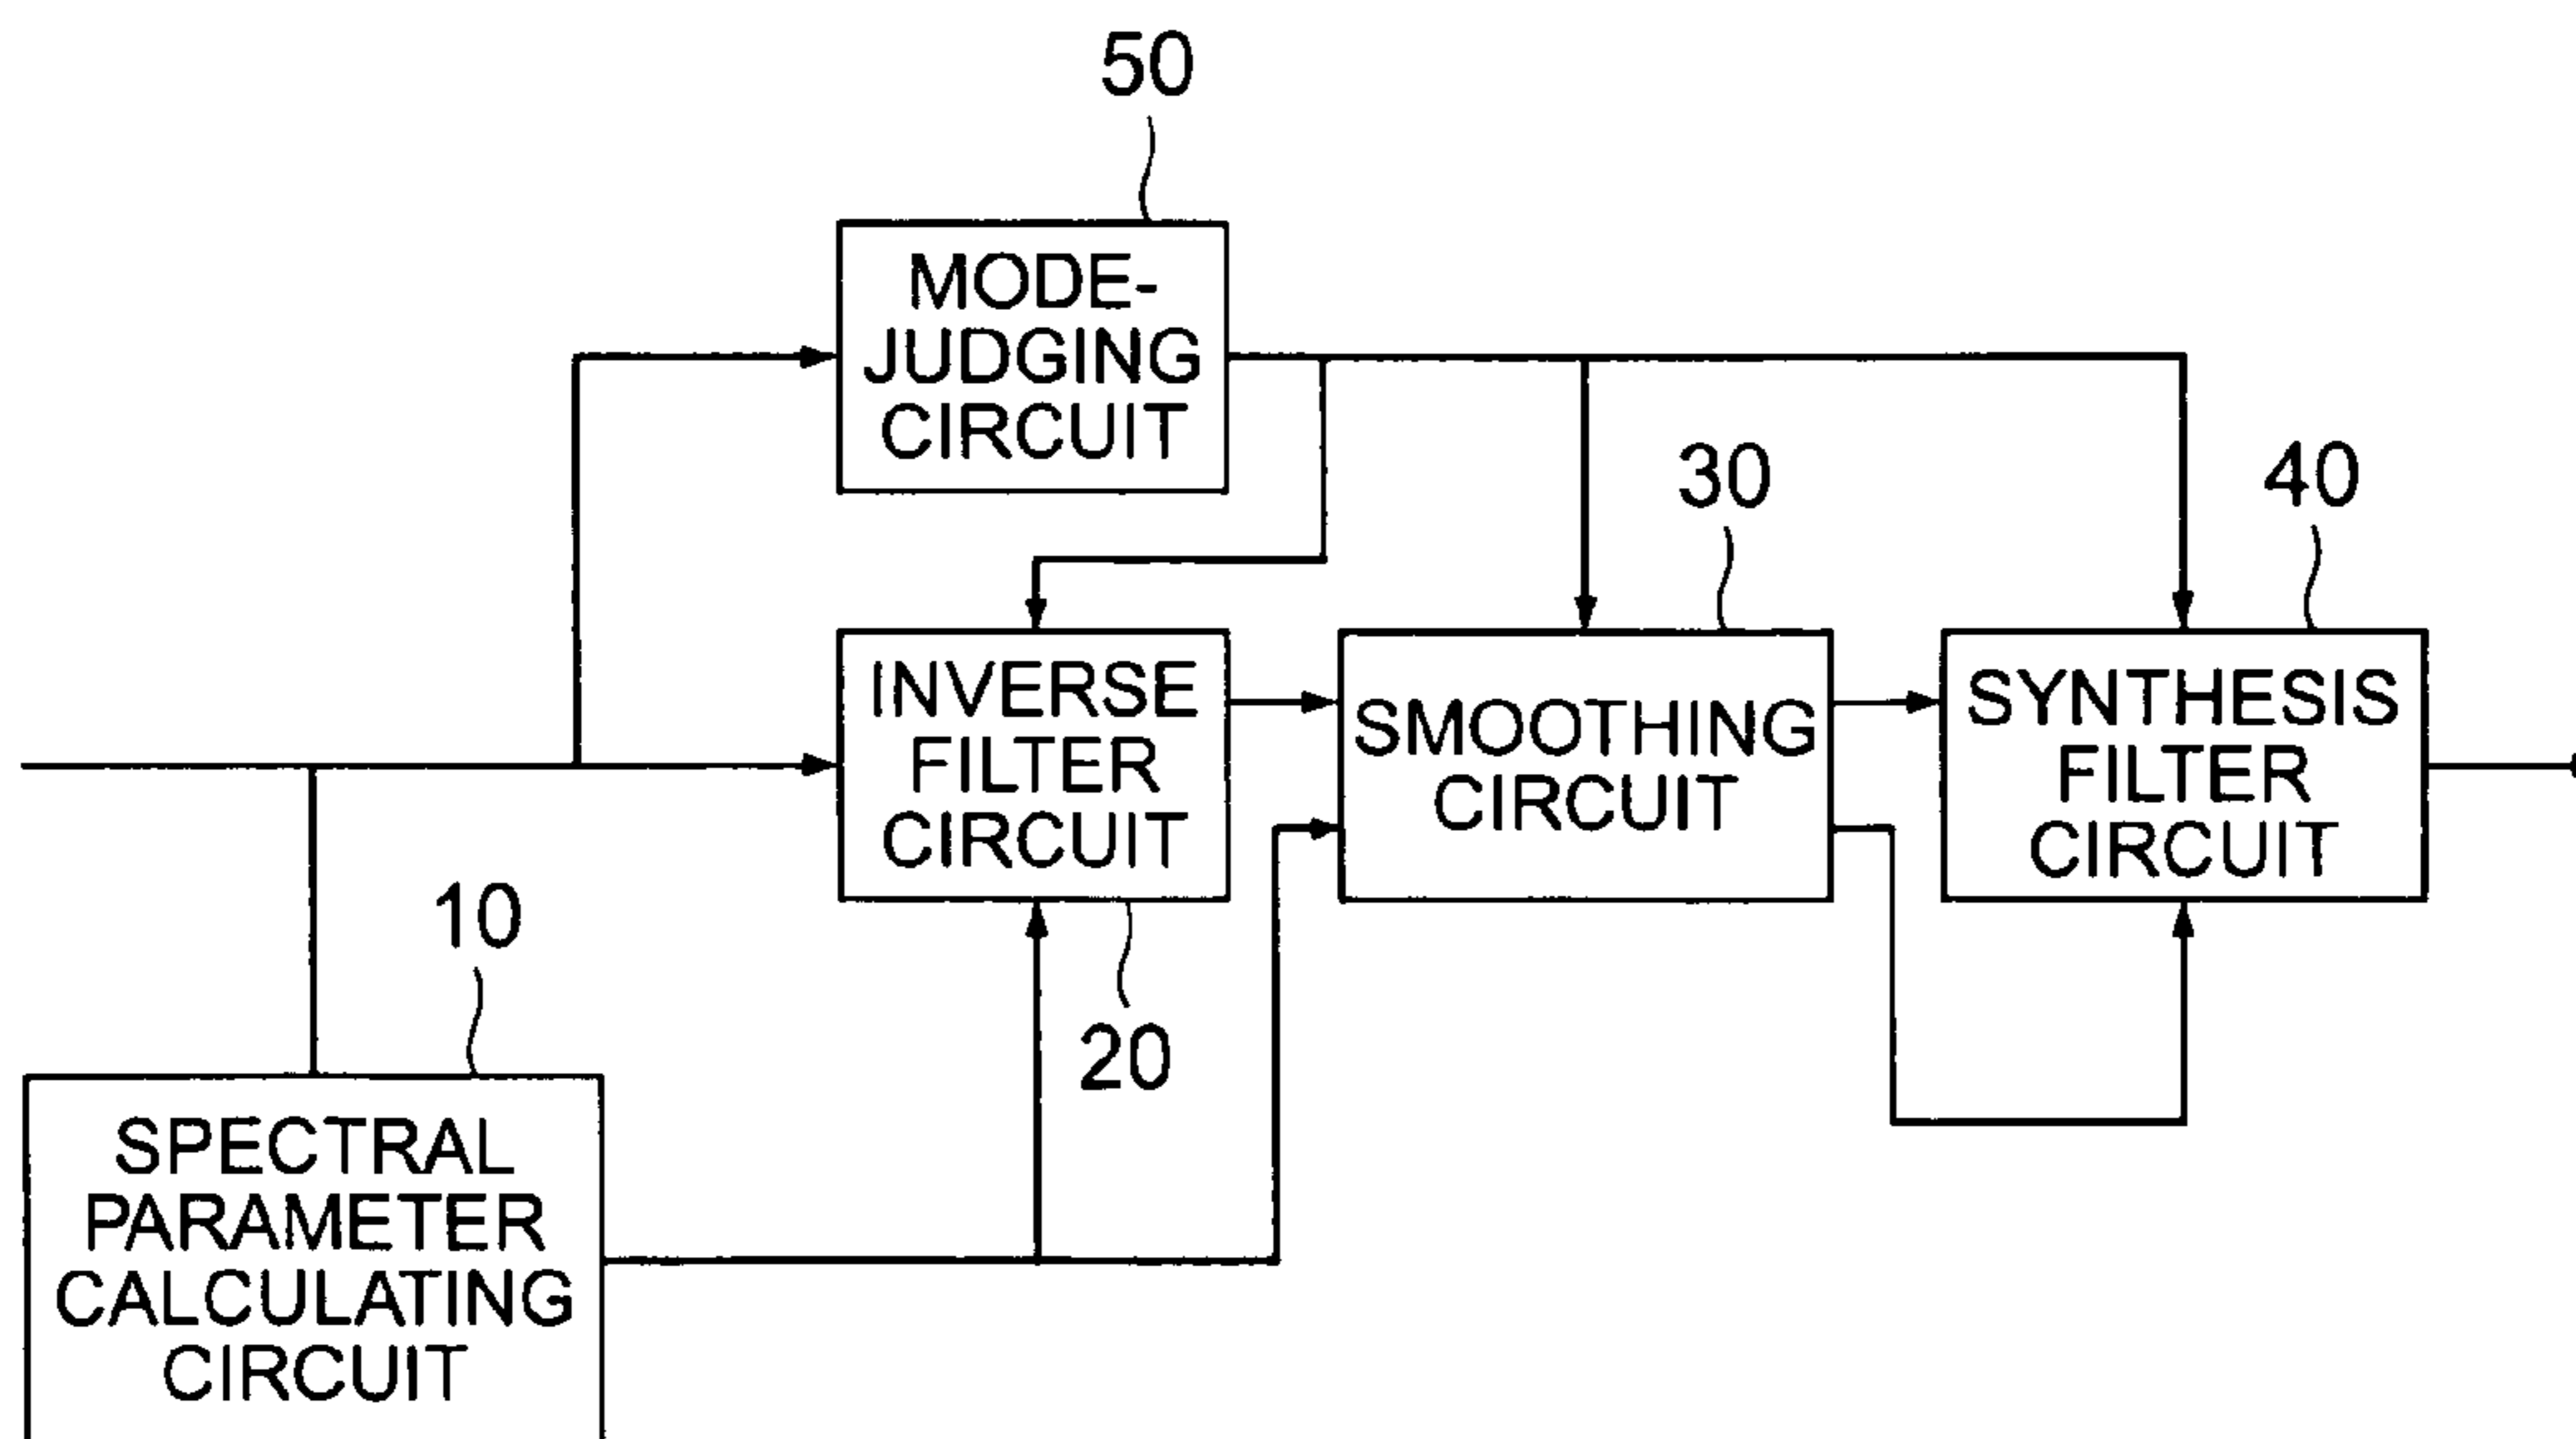 50
MODE-
JUDGING
CIRCUIT
30
40
INVERSE
FILTER
CIRCUIT
SMOOTHING
CIRCUIT
SYNTHESIS
FILTER
CIRCUIT
10
20
SPECTRAL
PARAMETER
CALCULATING
CIRCUIT